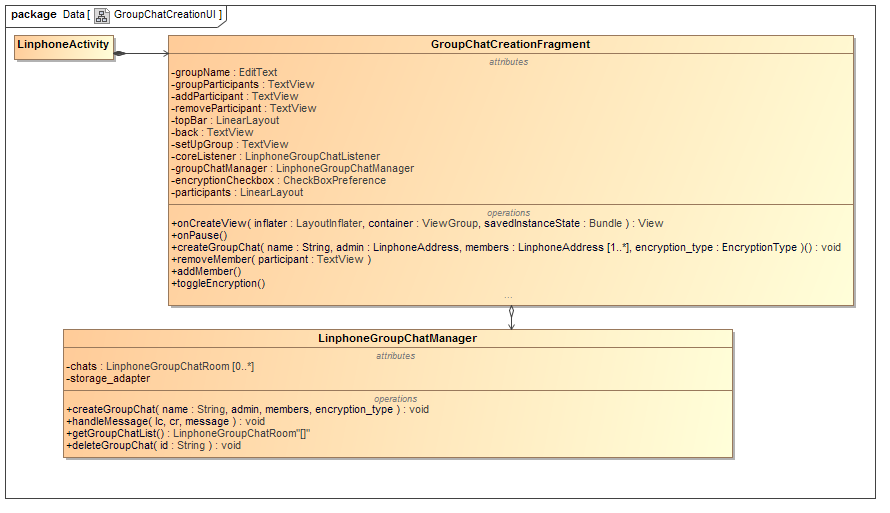 package Data [ GroupChatCreationUI ]
LinphoneActivity
GroupChatCreationFragment
attributes
-groupName : EditText
-groupParticipants : TextView
-addParticipant : TextView
-removeParticipant : TextView
-topBar : LinearLayout
-back : TextView
-setUpGroup : TextView
-coreListener : LinphoneGroupChatListener
-groupChatManager : LinphoneGroupChatManager
-encryptionCheckbox : CheckBoxPreference
-participants : LinearLayout
operations
+onCreateView( inflater : LayoutInflater, container : ViewGroup, savedInstanceState : Bundle ) : View
+onPause()
+createGroupChat( name : String, admin : LinphoneAddress, members : LinphoneAddress [1..*], encryption_type : EncryptionType )() : void
+removeMember( participant : TextView )
+addMember()
+toggleEncryption()
...
LinphoneGroupChatManager
attributes
-chats : LinphoneGroupChatRoom [0..*]
-storage_adapter
operations
+createGroupChat( name : String, admin, members, encryption_type ) : void
+handleMessage( lc, cr, message ) : void
+getGroupChatList() : LinphoneGroupChatRoom"[]"
+deleteGroupChat( id : String ) : void